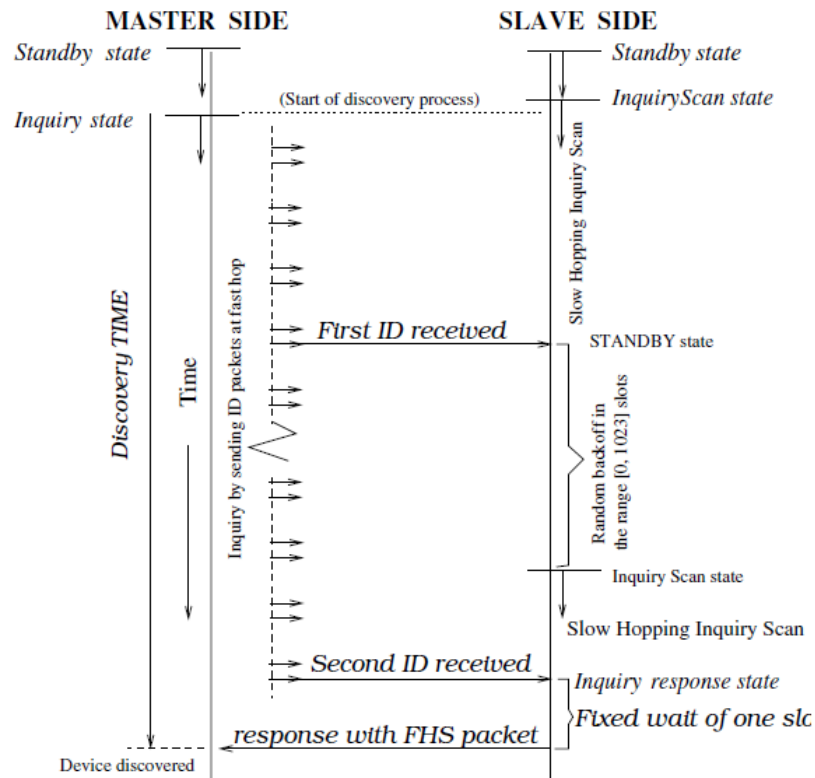 MASTER SIDE
SLAVE SIDE
Standby state
Standby state
(Start of discovery process)
InquiryScan state
Inquiry state
Slow Hopping Inquiry Scan
Discovery TIME
Time
Inquiry by sending ID packets at fast hop
First ID received
STANDBY state
Random backoff in
the range [0, 1023] slots
Inquiry Scan state
Slow Hopping Inquiry Scan
Second ID received
Inquiry response state
Fixed wait of one
response with FHS packet
Device discovered